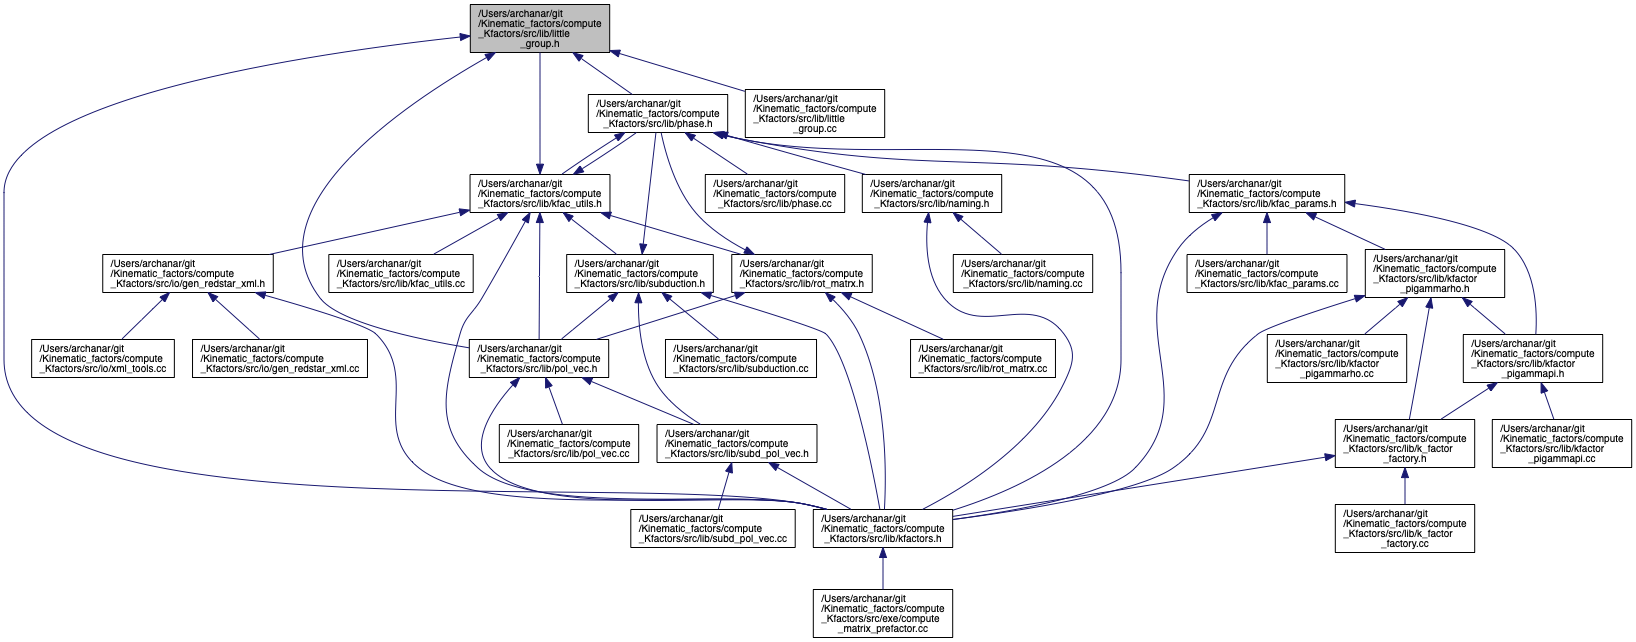 /Users/archanar/git
/Kinematic_factors/compute
_Kfactors/src/lib/little
_group.h
/Users/archanar/git
/Kinematic_factors/compute
_Kfactors/src/lib/phase.h
/Users/archanar/git
/Kinematic_factors/compute
_Kfactors/src/lib/little
_group.cc
/Users/archanar/git
/Kinematic_factors/compute
_Kfactors/src/lib/kfac_utils.h
/Users/archanar/git
/Kinematic_factors/compute
_Kfactors/src/lib/phase.cc
/Users/archanar/git
/Kinematic_factors/compute
_Kfactors/src/lib/naming.h
/Users/archanar/git
/Kinematic_factors/compute
_Kfactors/src/lib/kfac_params.h
/Users/archanar/git
/Kinematic_factors/compute
_Kfactors/src/io/gen_redstar_xml.h
/Users/archanar/git
/Kinematic_factors/compute
_Kfactors/src/lib/kfac_utils.cc
/Users/archanar/git
/Kinematic_factors/compute
_Kfactors/src/lib/subduction.h
/Users/archanar/git
/Kinematic_factors/compute
_Kfactors/src/lib/rot_matrx.h
/Users/archanar/git
/Kinematic_factors/compute
_Kfactors/src/lib/naming.cc
/Users/archanar/git
/Kinematic_factors/compute
_Kfactors/src/lib/kfac_params.cc
/Users/archanar/git
/Kinematic_factors/compute
_Kfactors/src/lib/kfactor
_pigammarho.h
/Users/archanar/git
/Kinematic_factors/compute
_Kfactors/src/io/xml_tools.cc
/Users/archanar/git
/Kinematic_factors/compute
_Kfactors/src/io/gen_redstar_xml.cc
/Users/archanar/git
/Kinematic_factors/compute
_Kfactors/src/lib/pol_vec.h
/Users/archanar/git
/Kinematic_factors/compute
_Kfactors/src/lib/subduction.cc
/Users/archanar/git
/Kinematic_factors/compute
_Kfactors/src/lib/rot_matrx.cc
/Users/archanar/git
/Kinematic_factors/compute
_Kfactors/src/lib/kfactor
_pigammarho.cc
/Users/archanar/git
/Kinematic_factors/compute
_Kfactors/src/lib/kfactor
_pigammapi.h
/Users/archanar/git
/Kinematic_factors/compute
_Kfactors/src/lib/pol_vec.cc
/Users/archanar/git
/Kinematic_factors/compute
_Kfactors/src/lib/subd_pol_vec.h
/Users/archanar/git
/Kinematic_factors/compute
_Kfactors/src/lib/k_factor
_factory.h
/Users/archanar/git
/Kinematic_factors/compute
_Kfactors/src/lib/kfactor
_pigammapi.cc
/Users/archanar/git
/Kinematic_factors/compute
_Kfactors/src/lib/subd_pol_vec.cc
/Users/archanar/git
/Kinematic_factors/compute
_Kfactors/src/lib/kfactors.h
/Users/archanar/git
/Kinematic_factors/compute
_Kfactors/src/lib/k_factor
_factory.cc
/Users/archanar/git
/Kinematic_factors/compute
_Kfactors/src/exe/compute
_matrix_prefactor.cc